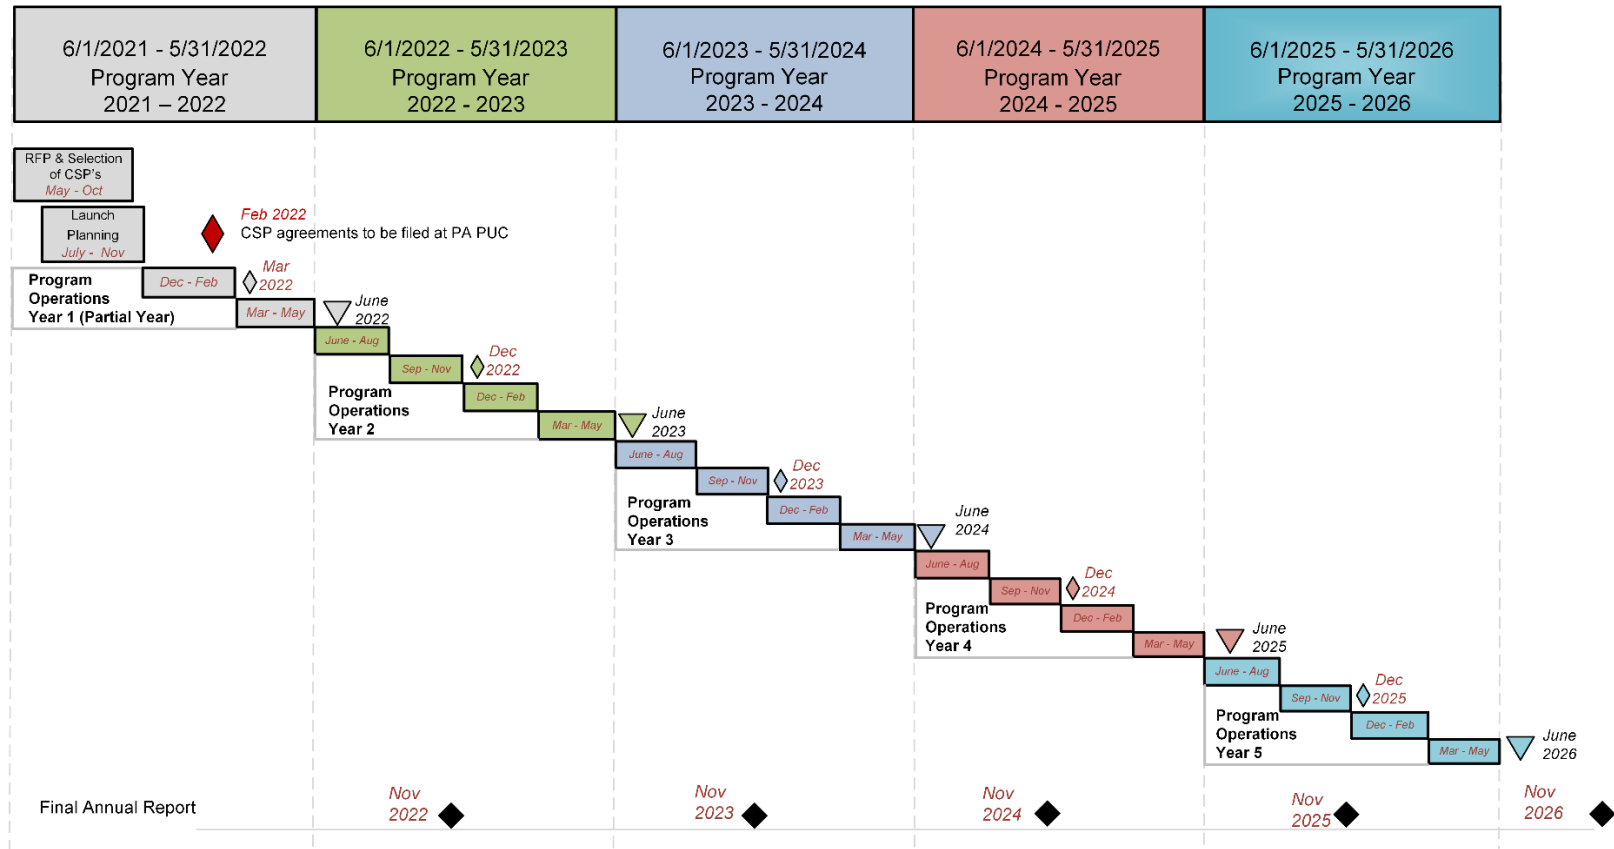 6/1/2021 - 5/31/2022
Program Year
2021 – 2022
6/1/2022 - 5/31/2023
Program Year
2022 - 2023
6/1/2023 - 5/31/2024
Program Year
2023 - 2024
6/1/2024 - 5/31/2025
Program Year
2024 - 2025
6/1/2025 - 5/31/2026
Program Year
2025 - 2026
RFP & Selection
of CSP's
May - Oct
Launch
Planning
July - Nov
Feb 2022
CSP agreements to be filed at PA PUC
Program
Operations
Year 1 (Partial Year)
Dec - Feb
Mar
2022
Mar - May
June
2022
June - Aug
Sep - Nov
Dec
2022
Program
Operations
Year 2
Dec - Feb
Mar - May
June
2023
June - Aug
Sep - Nov
Dec
2023
Program
Operations
Year 3
Dec - Feb
Mar - May
June
2024
June - Aug
Sep - Nov
Dec
2024
Program
Operations
Year 4
Dec - Feb
Mar - May
June
2025
June - Aug
Sep - Nov
Dec
2025
Program
Operations
Year 5
Dec - Feb
Mar - May
June
2026
Final Annual Report
Nov
2022
Nov
2023
Nov
2024
Nov
2025
Nov
2026